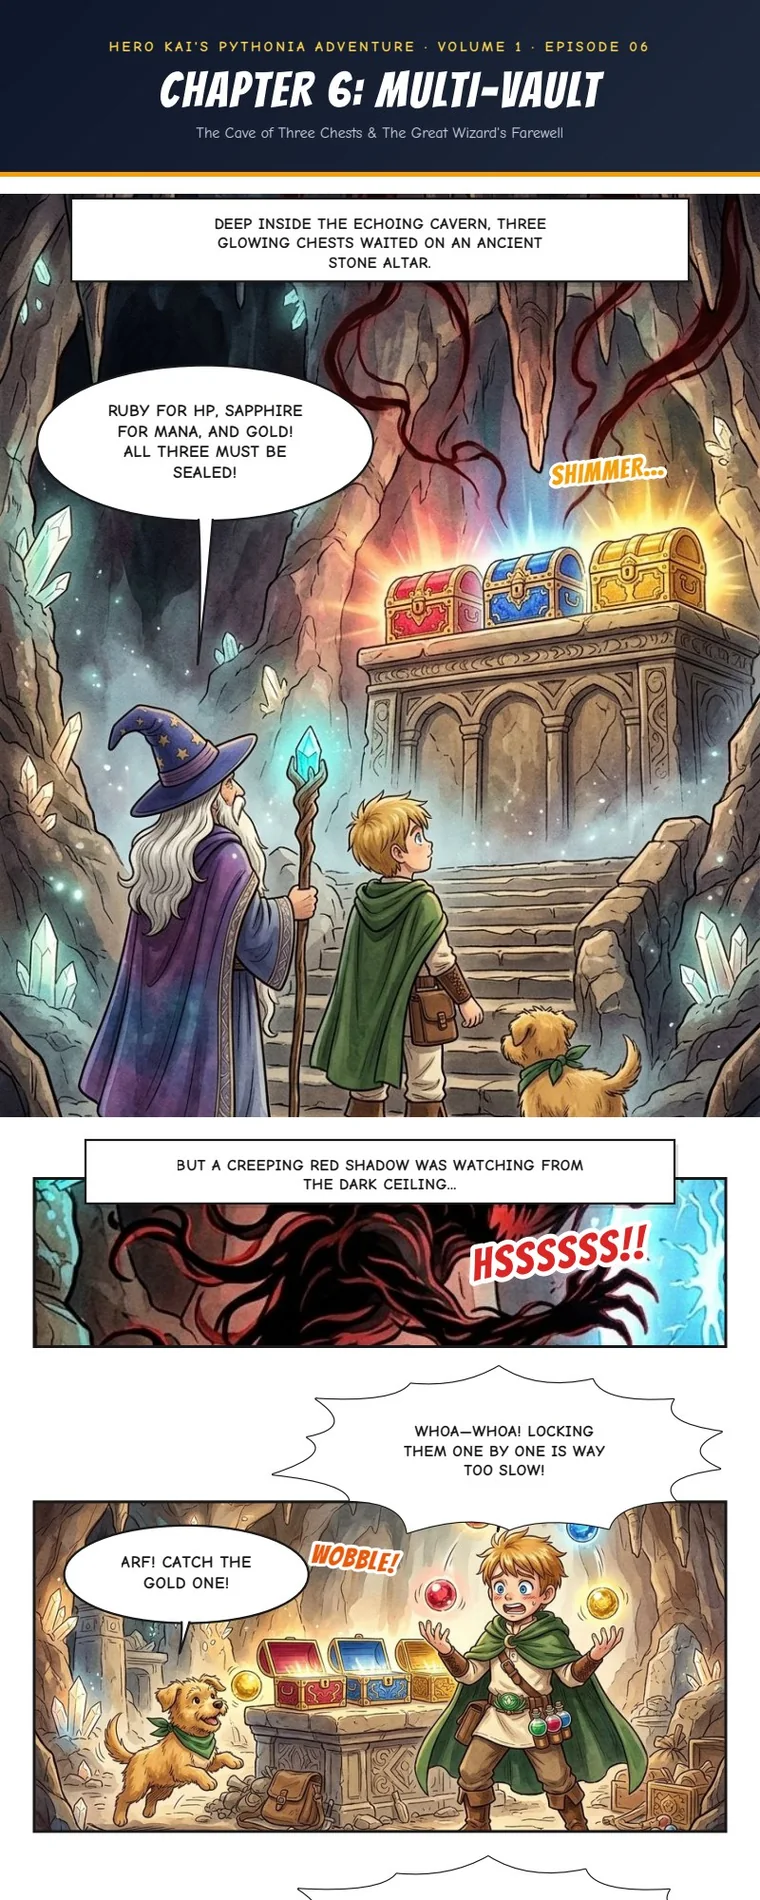 HERO KAI'S PYTHONIA ADVENTURE · VOLUME 1 · EPISODE 06
CHAPTER 6: MULTI-VAULT
The Cave of Three Chests & The Great Wizard's Farewell
DEEP INSIDE THE ECHOING CAVERN, THREE
GLOWING CHESTS WAITED ON AN ANCIENT
STONE ALTAR.
RUBY FOR HP, SAPPHIRE
FOR MANA, AND GOLD!
ALL THREE MUST BE
SEALED!
SHIMMER...
BUT A CREEPING RED SHADOW WAS WATCHING FROM
THE DARK CEILING...
HSSSSSS!!
WHOA—WHOA! LOCKING
THEM ONE BY ONE IS WAY
TOO SLOW!
ARF! CATCH THE
GOLD ONE!
WOBBLE!